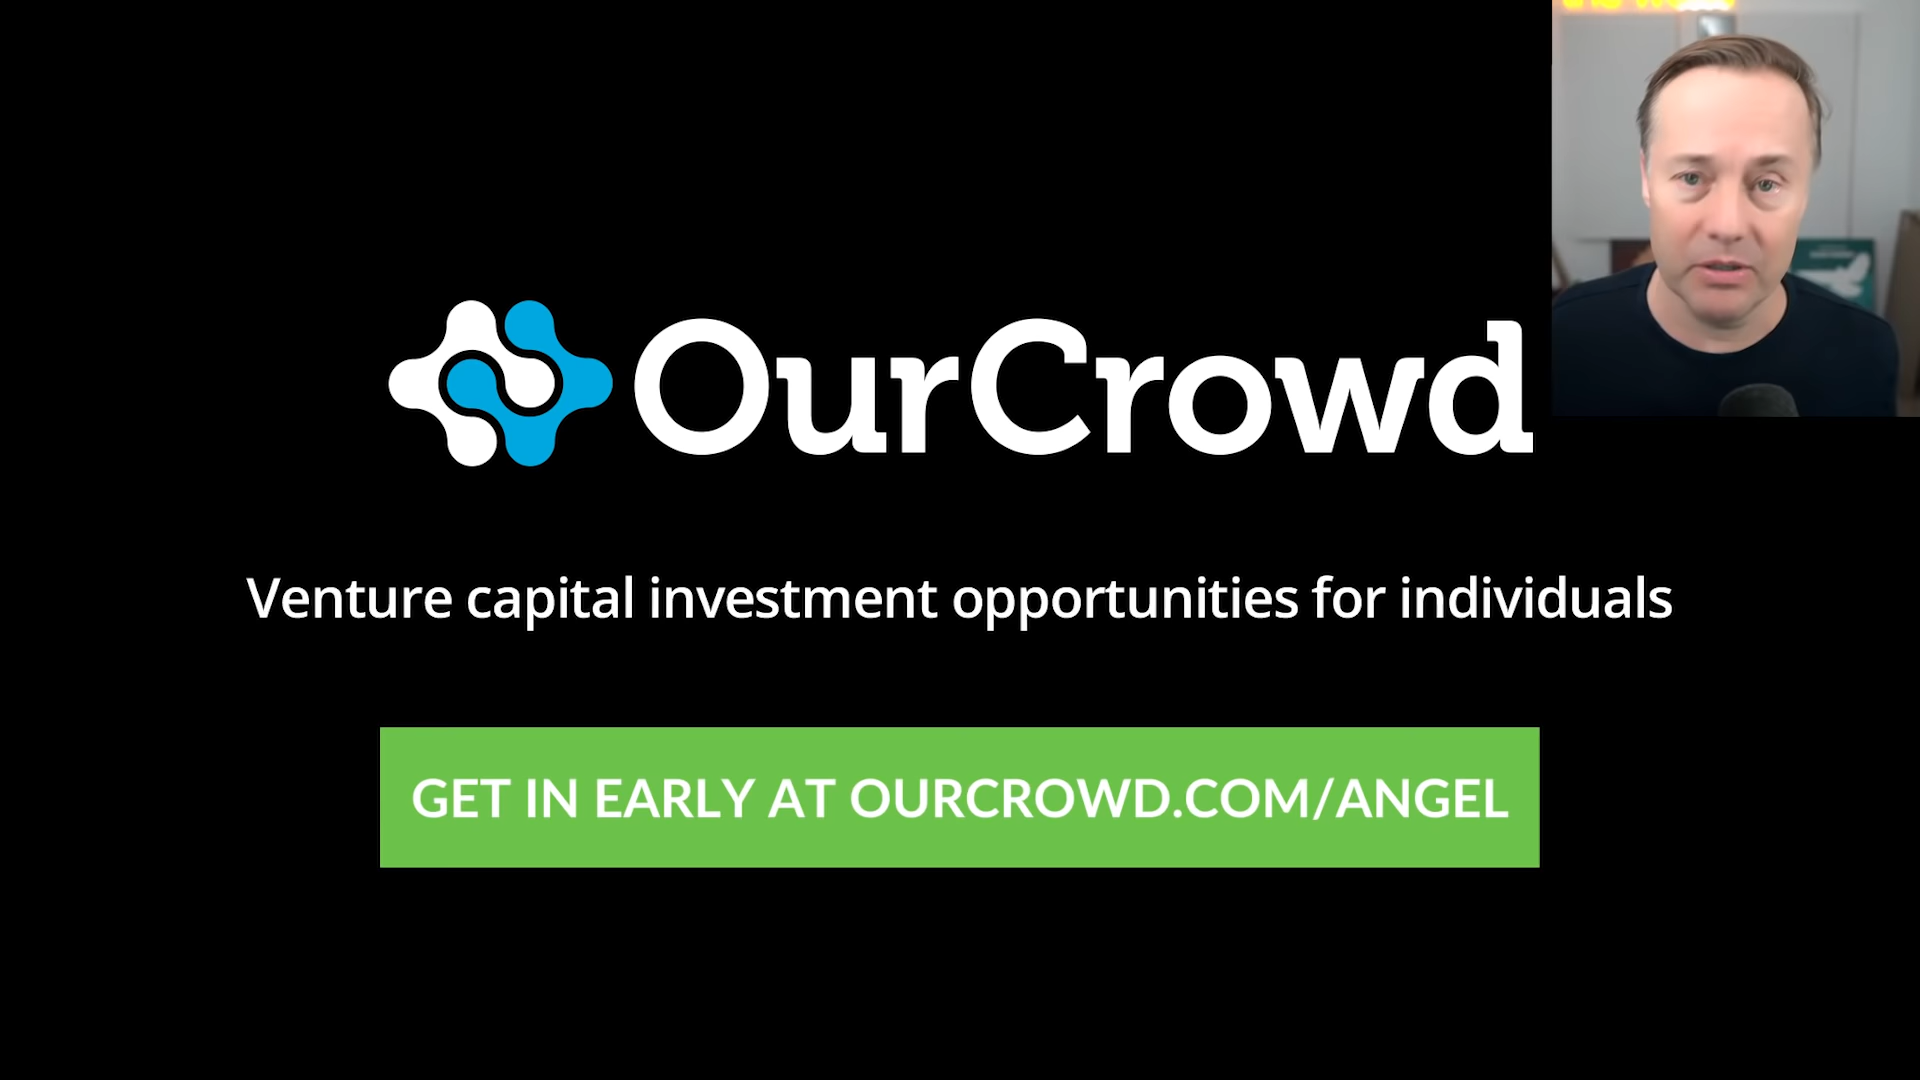 OurCrowd
Venture capital investment opportunities for individuals
GET IN EARLY AT OURCROWD.COM/ANGEL